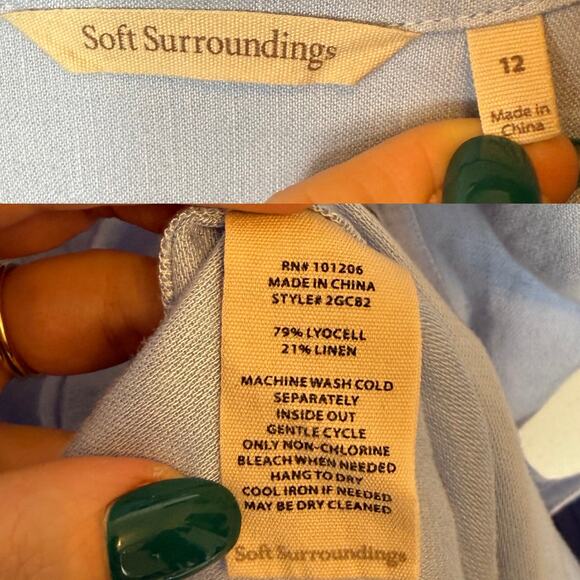 Soft Surroundings
12
Made in
China
RN# 101206
MADE IN CHINA
STYLE# 2GC82
79% LYOCELL
21% LINEN
MACHINE WASH COLD
SEPARATELY
INSIDE OUT
GENTLE CYCLE
ONLY NON-CHLORINE
BLEACH WHEN NEEDED
HANG TO DRY
COOL IRON IF NEEDED
MAY BE DRY CLEANED
Soft Surroundings